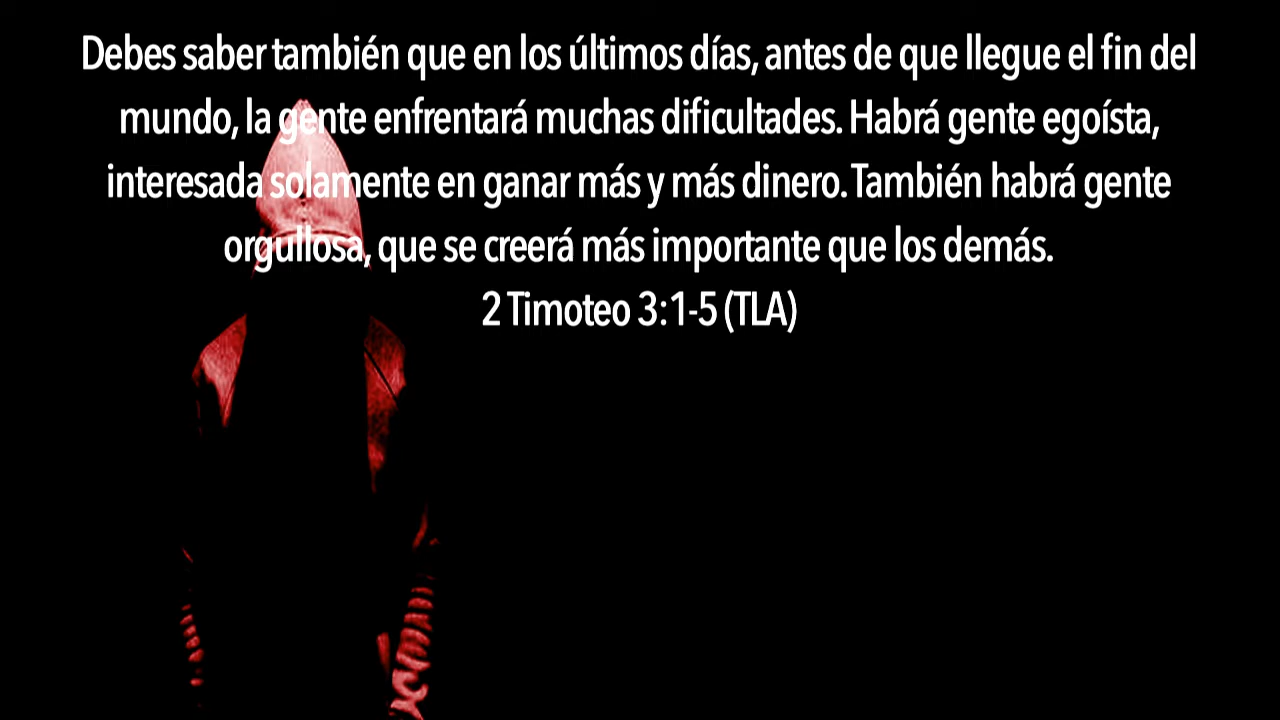 Debes saber también que en los últimos días, antes de que llegue el fin del
mundo, la gente enfrentará muchas dificultades. Habrá gente egoísta,
interesada solamente en ganar más y más dinero. También habrá gente
orgullosa, que se creerá más importante que los demás.
2 Timoteo 3:1-5 (TLA)